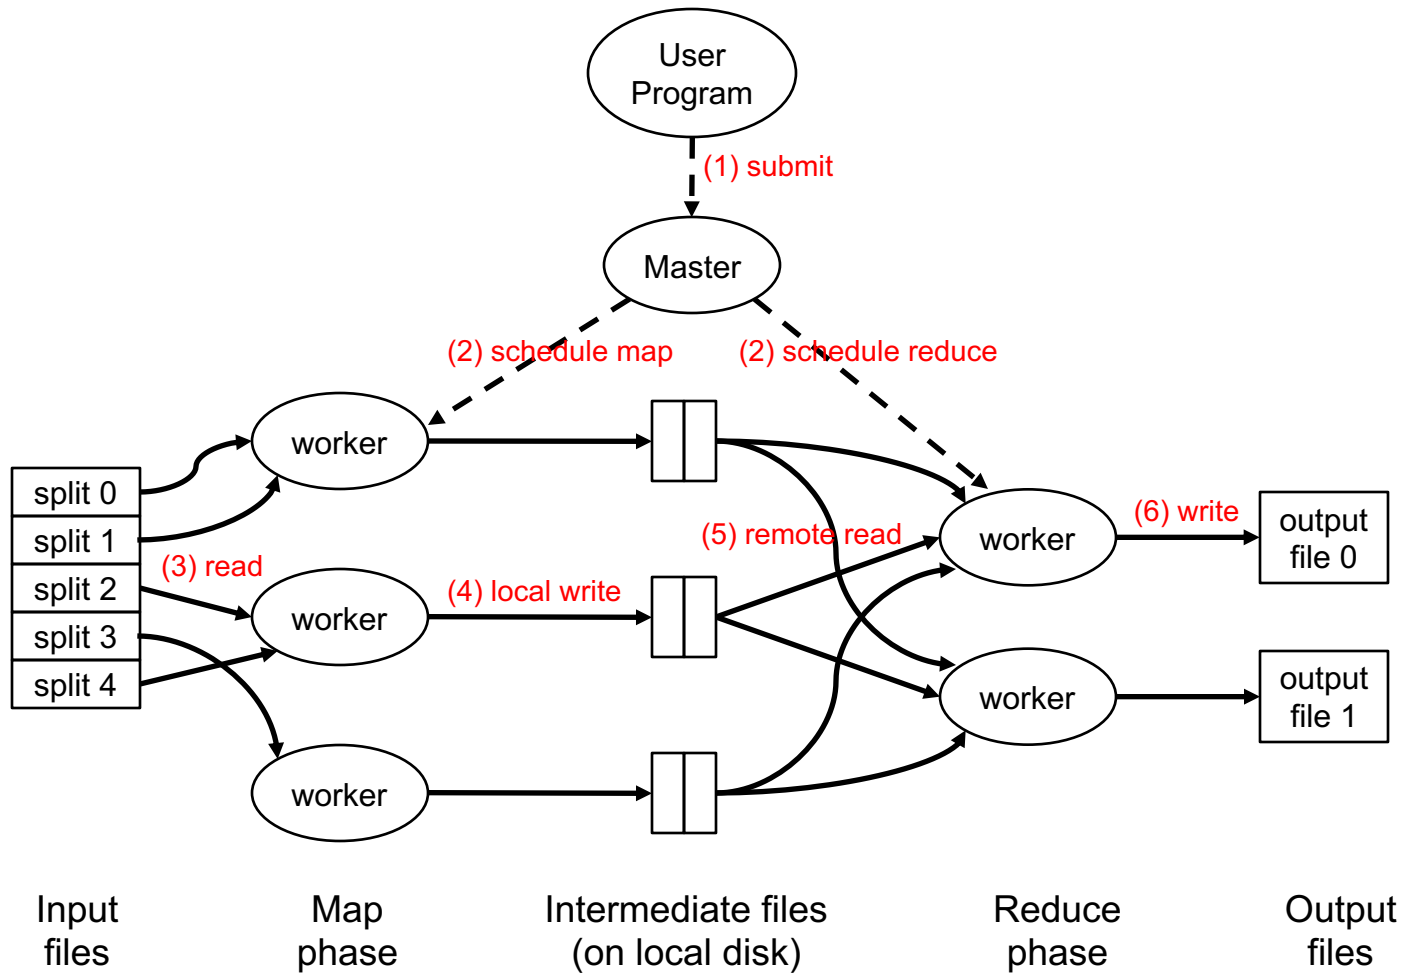 User
Program
(1) submit
Master
(2) schedule map
(2) schedule reduce
worker
split 0
split 1
split 2
split 3
split 4
(3) read
worker
(4) local write
worker
(5) remote read
worker
(6) write
output
file 0
worker
output
file 1
Input
files
Map
phase
Intermediate files
(on local disk)
Reduce
phase
Output
files